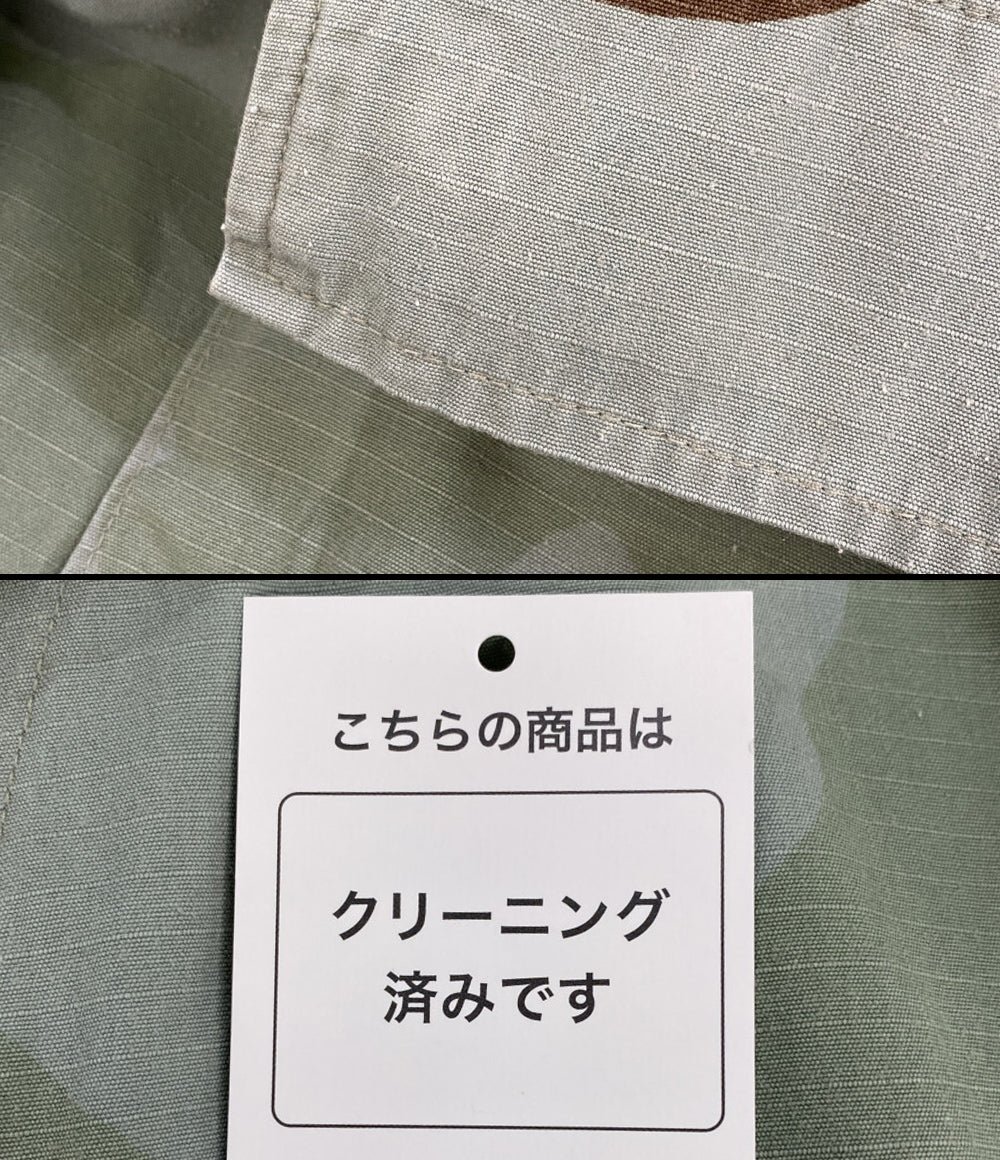 こちらの商品は
クリーニング
済みです